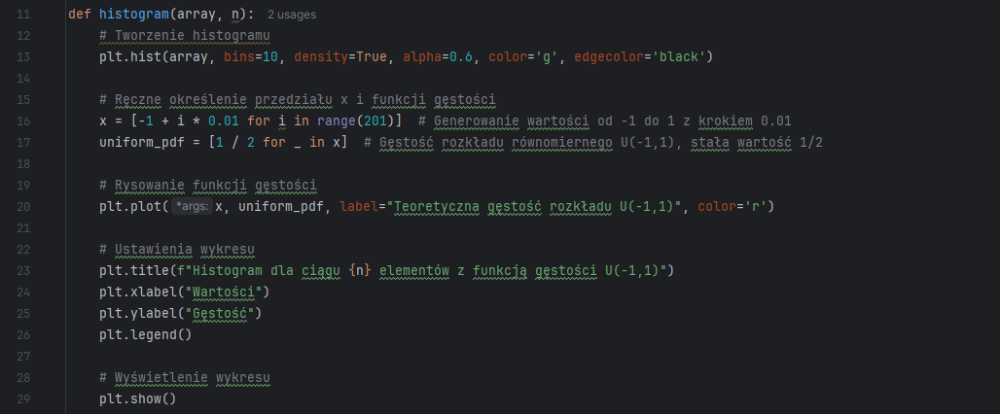 11 def histogram(array, n): 2 usages
12 # Tworzenie histogramu
13 plt.hist(array, bins=10, density=True, alpha=0.6, color='g', edgecolor='black')
14
15 # Ręczne określenie przedziału x i funkcji gęstości
16 x = [-1 + i * 0.01 for i in range(201)]  # Generowanie wartości od -1 do 1 z krokiem 0.01
17 uniform_pdf = [1 / 2 for _ in x]  # Gęstość rozkładu równomiernego U(-1,1), stała wartość 1/2
18
19 # Rysowanie funkcji gęstości
20 plt.plot( *args: x, uniform_pdf, label="Teoretyczna gęstość rozkładu U(-1,1)", color='r')
21
22 # Ustawienia wykresu
23 plt.title(f"Histogram dla ciągu {n} elementów z funkcją gęstości U(-1,1)")
24 plt.xlabel("Wartości")
25 plt.ylabel("Gęstość")
26 plt.legend()
27
28 # Wyświetlenie wykresu
29 plt.show()